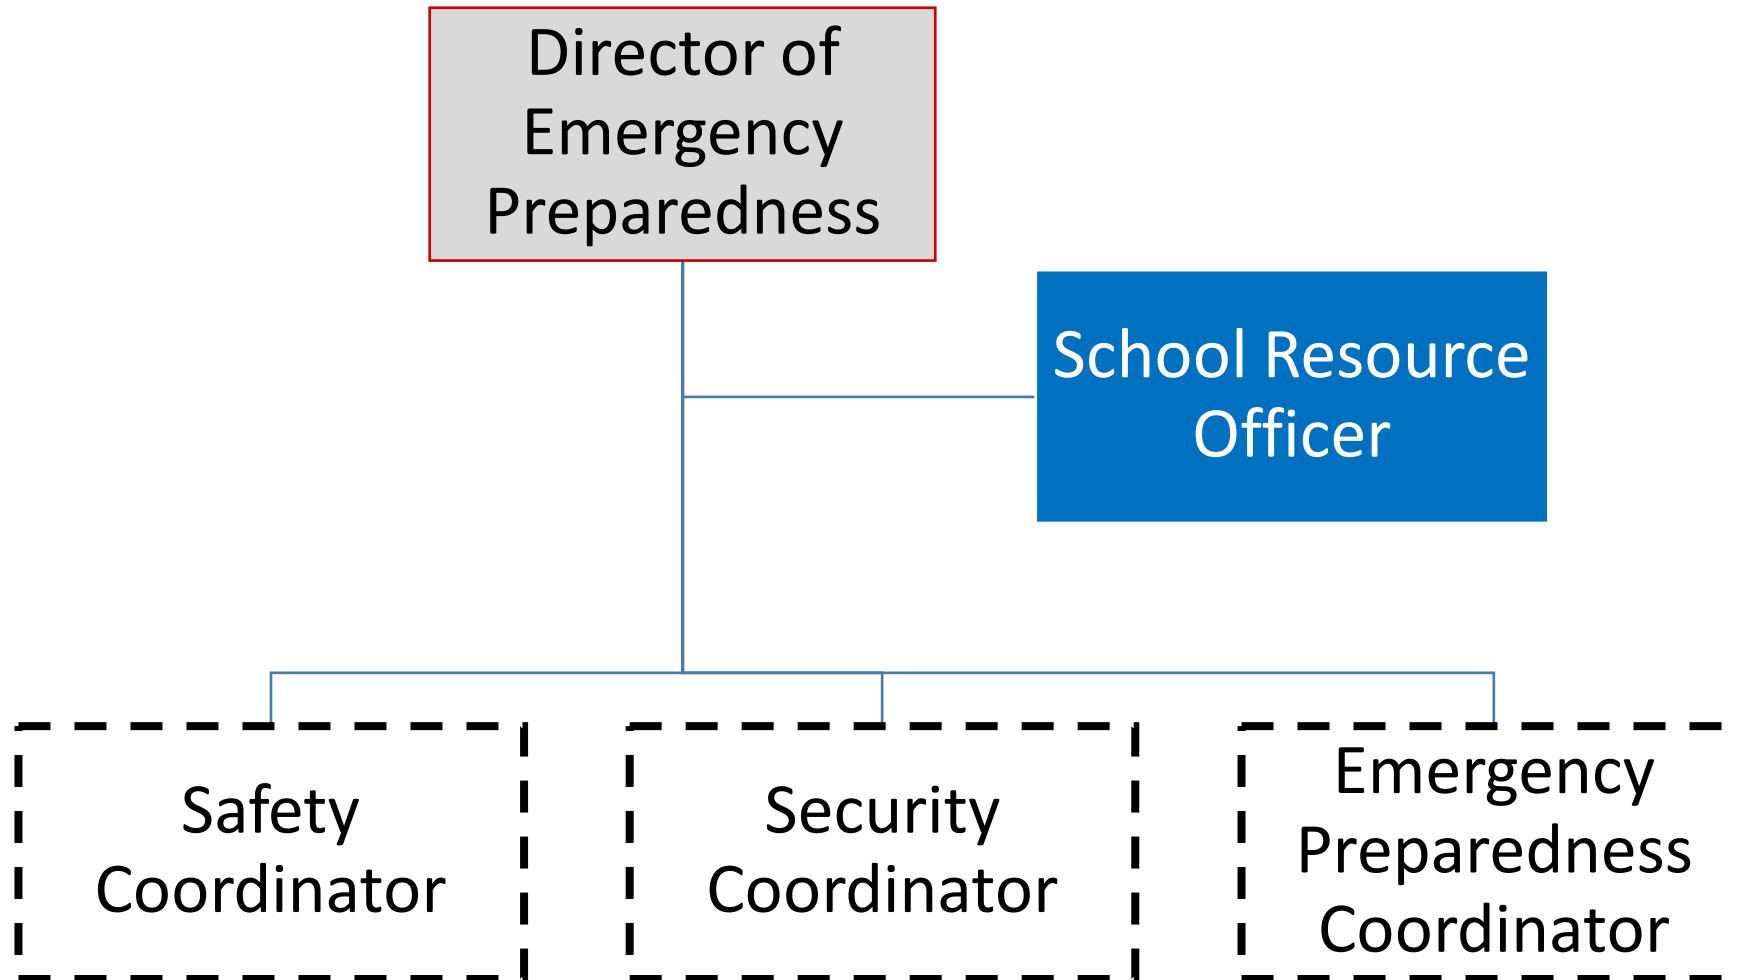 Director of
Emergency
Preparedness
School Resource
Officer
Safety
Coordinator
Security
Coordinator
Emergency
Preparedness
Coordinator